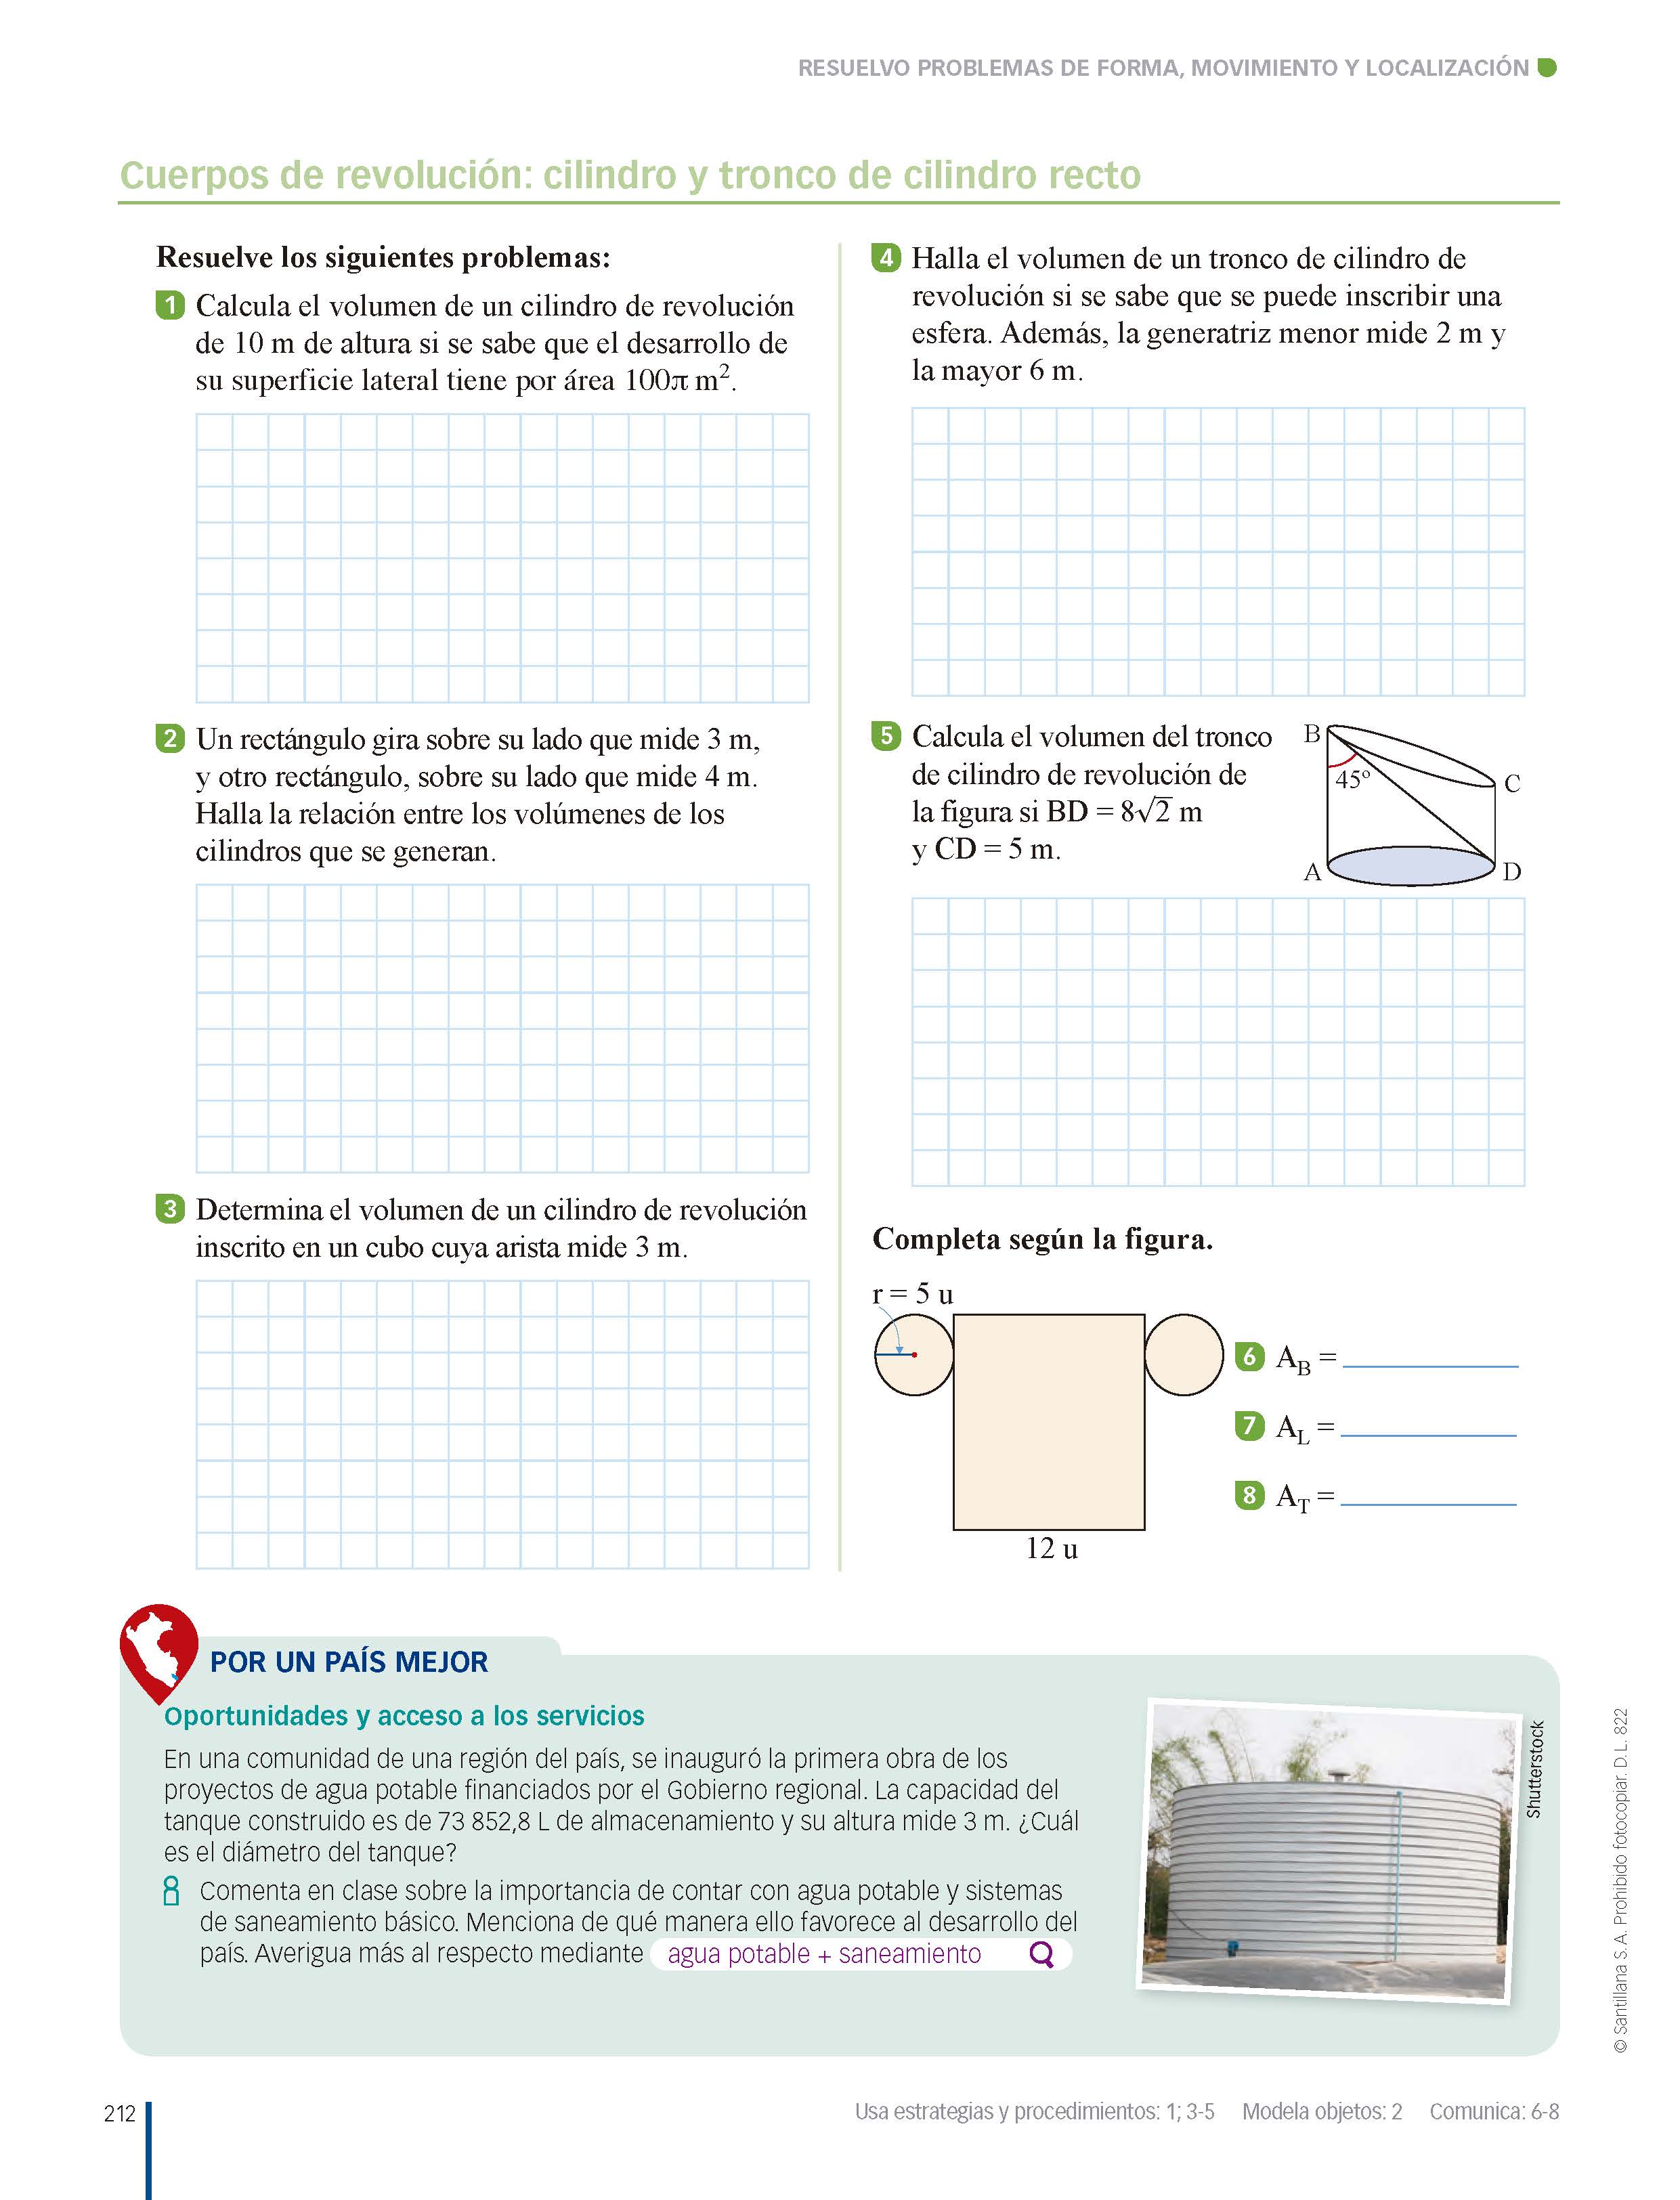 RESUELVO PROBLEMAS DE FORMA, MOVIMIENTO Y LOCALIZACIÓN
Cuerpos de revolución: cilindro y tronco de cilindro recto
Resuelve los siguientes problemas:
1 Calcula el volumen de un cilindro de revolución
de 10 m de altura si se sabe que el desarrollo de
su superficie lateral tiene por área 100π m².
2 Un rectángulo gira sobre su lado que mide 3 m,
y otro rectángulo, sobre su lado que mide 4 m.
Halla la relación entre los volúmenes de los
cilindros que se generan.
3 Determina el volumen de un cilindro de revolución
inscrito en un cubo cuya arista mide 3 m.
4 Halla el volumen de un tronco de cilindro de
revolución si se sabe que se puede inscribir una
esfera. Además, la generatriz menor mide 2 m y
la mayor 6 m.
5 Calcula el volumen del tronco
de cilindro de revolución de
la figura si BD = 8√2 m
y CD = 5 m.
B
45º
C
A
D
Completa según la figura.
r = 5 u
12 u
6 A_B =
7 A_L =
8 A_T =
POR UN PAÍS MEJOR
Oportunidades y acceso a los servicios
En una comunidad de una región del país, se inauguró la primera obra de los
proyectos de agua potable financiados por el Gobierno regional. La capacidad del
tanque construido es de 73 852,8 L de almacenamiento y su altura mide 3 m. ¿Cuál
es el diámetro del tanque?
Comenta en clase sobre la importancia de contar con agua potable y sistemas
de saneamiento básico. Menciona de qué manera ello favorece al desarrollo del
país. Averigua más al respecto mediante agua potable + saneamiento
Shutterstock
© Santillana S. A. Prohibido fotocopiar. D. L. 822
212
Usa estrategias y procedimientos: 1; 3-5 Modela objetos: 2 Comunica: 6-8